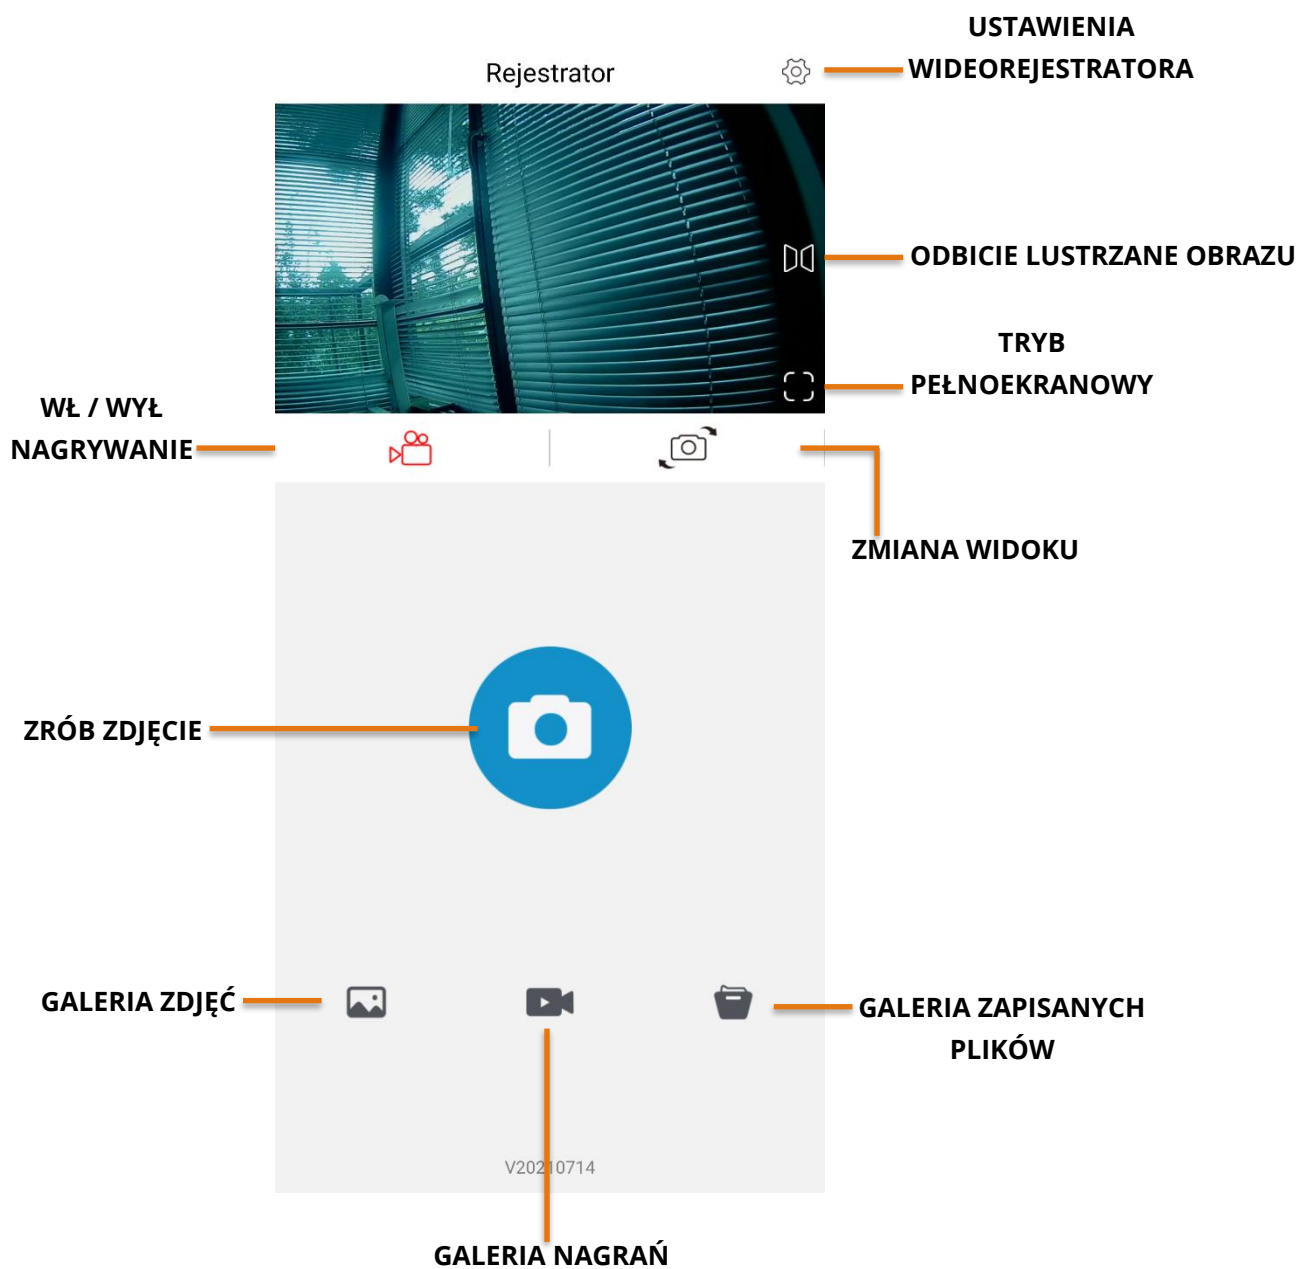 USTAWIENIA
WIDEOREJESTRATORA
Rejestrator
ODBICIE LUSTRZANE OBRAZU
TRYB
PEŁNOEKRANOWY
WŁ / WYŁ
NAGRYWANIE
ZMIANA WIDOKU
ZRÓB ZDJĘCIE
GALERIA ZDJĘĆ
GALERIA ZAPISANYCH
PLIKÓW
V20210714
GALERIA NAGRAŃ